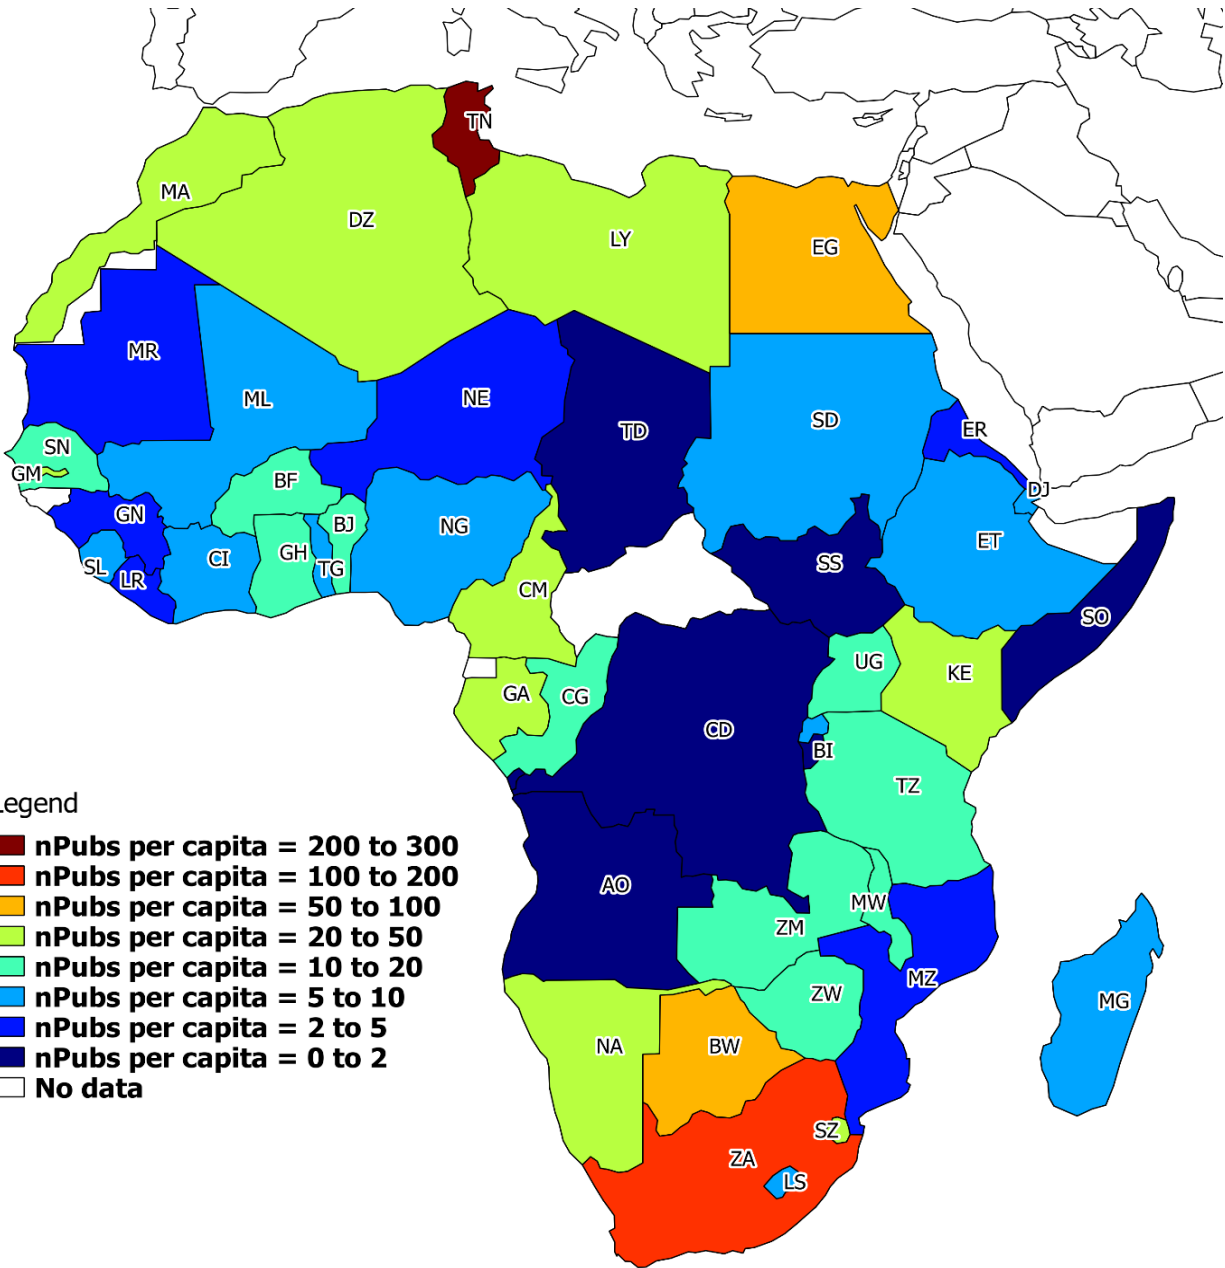 TN
MA
DZ
LY
EG
MR
ML
NE
TD
SD
ER
SN
GM
BF
DJ
GN
BJ
NG
ET
GH
CI
SL
TG
LR
SS
CM
SO
UG
KE
GA
CG
CD
BI
TZ
Legend
nPubs per capita = 200 to 300
nPubs per capita = 100 to 200
nPubs per capita = 50 to 100
nPubs per capita = 20 to 50
nPubs per capita = 10 to 20
nPubs per capita = 5 to 10
nPubs per capita = 2 to 5
nPubs per capita = 0 to 2
No data
AO
MW
ZM
MZ
ZW
MG
NA
BW
SZ
ZA
LS